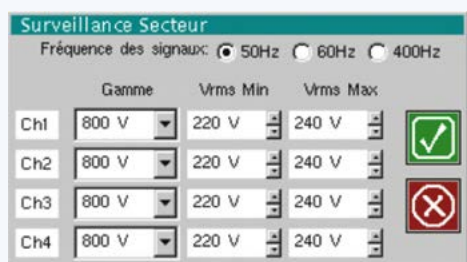 Surveillance Secteur
Fréquence des signaux: 50Hz 60Hz 400Hz
Gamme Vrms Min Vrms Max
Ch1 800 V 220 V 240 V
Ch2 800 V 220 V 240 V
Ch3 800 V 220 V 240 V
Ch4 800 V 220 V 240 V